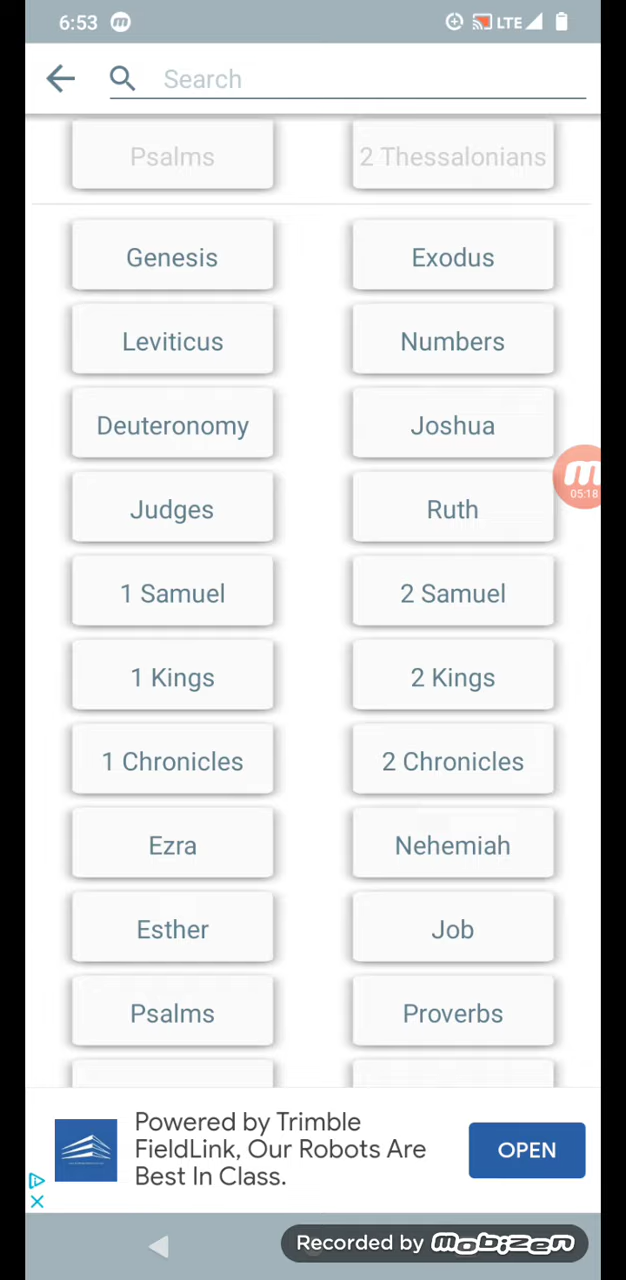 6:53 LTE
Search
Psalms 2 Thessalonians
Genesis Exodus
Leviticus Numbers
Deuteronomy Joshua
05:18
Judges Ruth
1 Samuel 2 Samuel
1 Kings 2 Kings
1 Chronicles 2 Chronicles
Ezra Nehemiah
Esther Job
Psalms Proverbs
Powered by Trimble
FieldLink, Our Robots Are
Best In Class.
OPEN
Recorded by mobizen